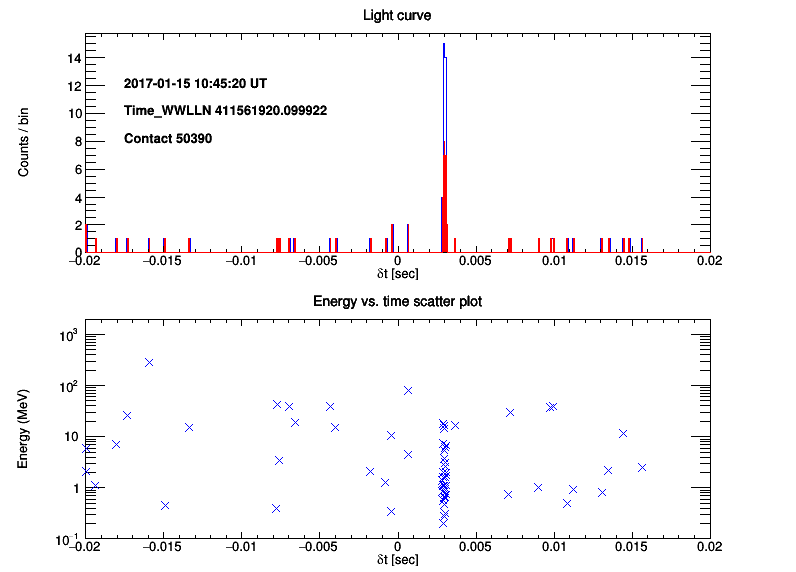 Light curve
Counts / bin
14
12
10
8
6
4
2
0
2017-01-15 10:45:20 UT
Time_WWLLN 411561920.099922
Contact 50390
−0.02 −0.015 −0.01 −0.005 0 0.005 0.01 0.015 0.02
δt [sec]
Energy vs. time scatter plot
Energy (MeV)
10³
10²
10
1
10⁻¹
−0.02 −0.015 −0.01 −0.005 0 0.005 0.01 0.015 0.02
δt [sec]